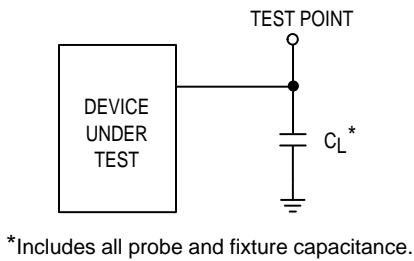 TEST POINT
DEVICE
UNDER
TEST
CL*
*Includes all probe and fixture capacitance.